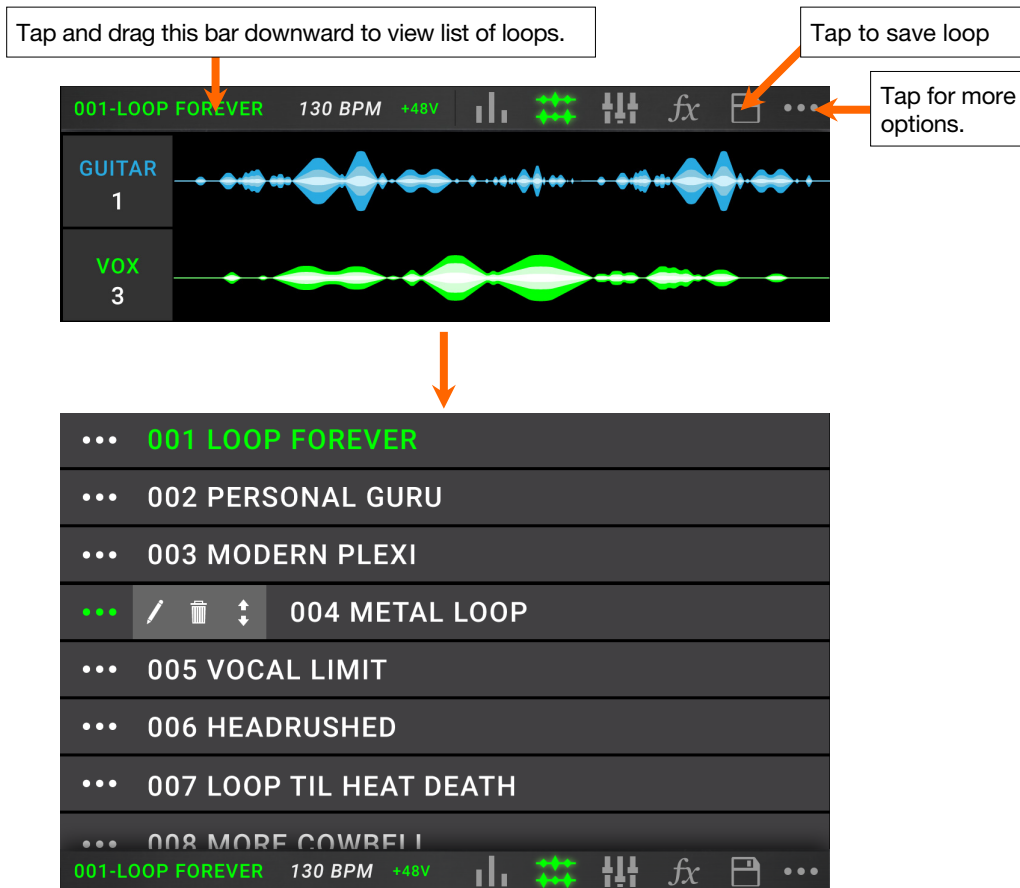 Tap and drag this bar downward to view list of loops.
Tap to save loop
Tap for more
options.
001-LOOP FOREVER 130 BPM +48V fx
GUITAR
1
VOX
3
001 LOOP FOREVER
002 PERSONAL GURU
003 MODERN PLEXI
004 METAL LOOP
005 VOCAL LIMIT
006 HEADRUSHED
007 LOOP TIL HEAT DEATH
008 MORE COWBELL
001-LOOP FOREVER 130 BPM +48V fx